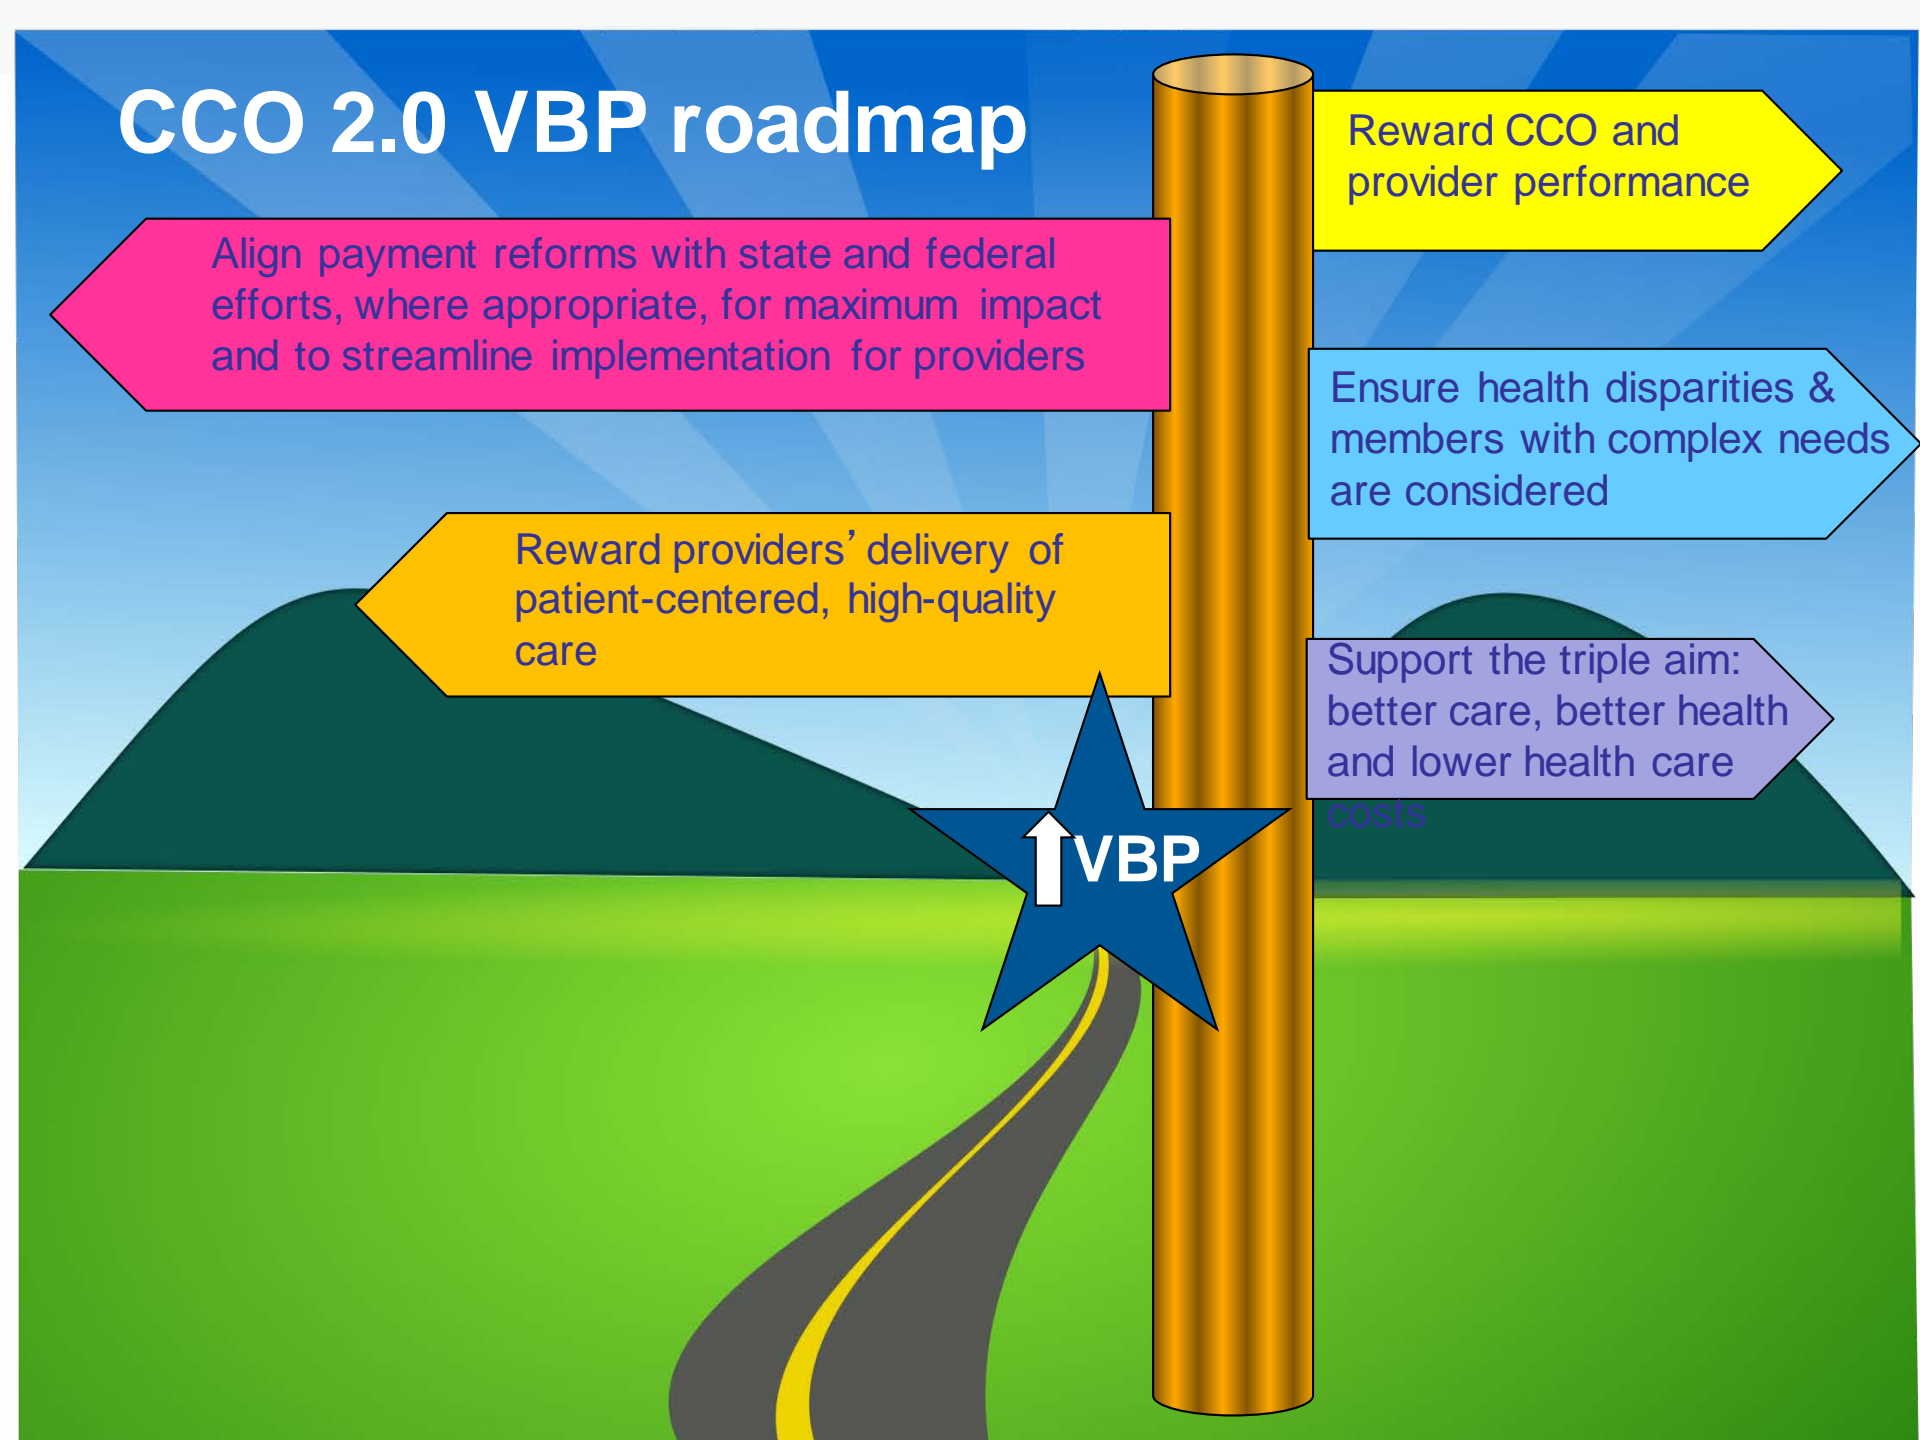 CCO 2.0 VBP roadmap
Reward CCO and
provider performance
Align payment reforms with state and federal
efforts, where appropriate, for maximum impact
and to streamline implementation for providers
Ensure health disparities &
members with complex needs
are considered
Reward providers’ delivery of
patient-centered, high-quality
care
Support the triple aim:
better care, better health
and lower health care
costs
VBP